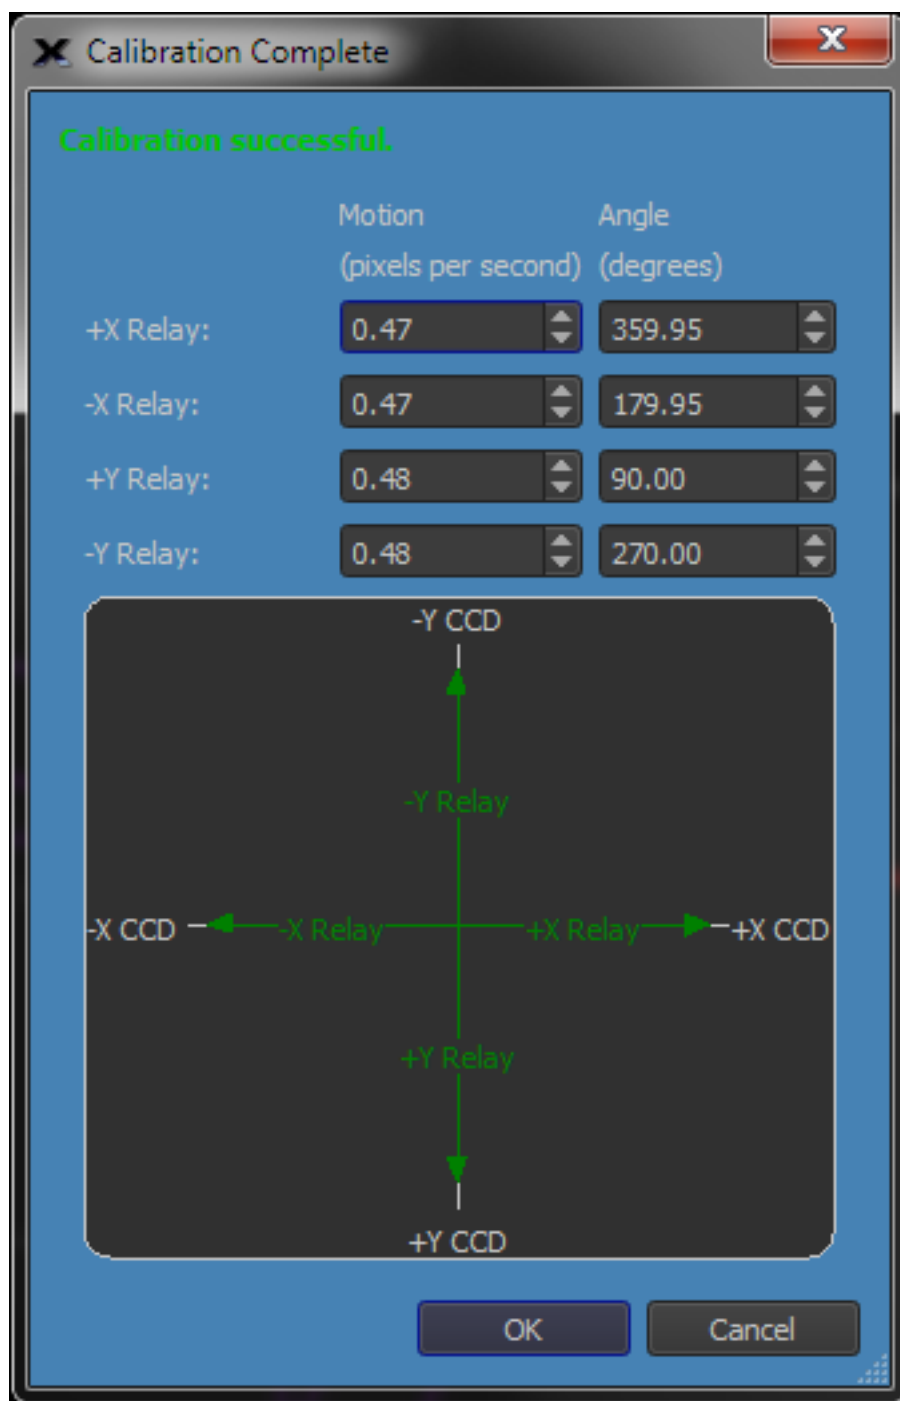 Calibration Complete
Calibration successful.
Motion Angle
(pixels per second) (degrees)
+X Relay: 0.47 359.95
-X Relay: 0.47 179.95
+Y Relay: 0.48 90.00
-Y Relay: 0.48 270.00
-Y CCD
-Y Relay
-X CCD -X Relay +X Relay +X CCD
+Y Relay
+Y CCD
OK Cancel